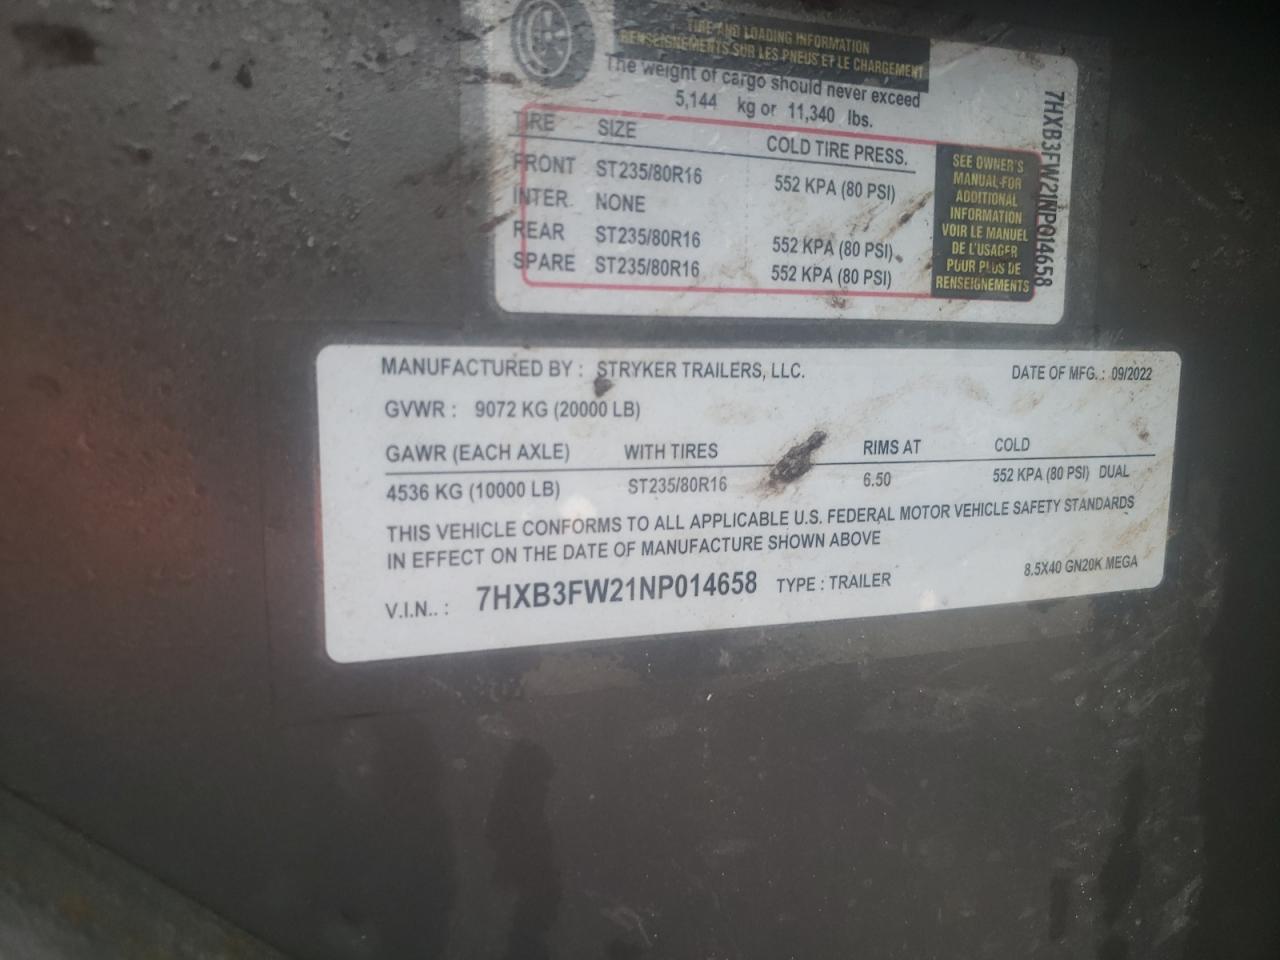 TIRE AND LOADING INFORMATION
RENSEIGNEMENTS SUR LES PNEUS ET LE CHARGEMENT
The weight of cargo should never exceed
5,144 kg or 11,340 lbs.
TIRE SIZE COLD TIRE PRESS.
FRONT ST235/80R16 552 KPA (80 PSI)
INTER. NONE
REAR ST235/80R16 552 KPA (80 PSI)
SPARE ST235/80R16 552 KPA (80 PSI)
SEE OWNER'S
MANUAL FOR
ADDITIONAL
INFORMATION
VOIR LE MANUEL
DE L'USAGER
POUR PLUS DE
RENSEIGNEMENTS
7HXB3FW21NP014658
MANUFACTURED BY : STRYKER TRAILERS, LLC. DATE OF MFG. : 09/2022
GVWR : 9072 KG (20000 LB)
GAWR (EACH AXLE) WITH TIRES RIMS AT COLD
4536 KG (10000 LB) ST235/80R16 6.50 552 KPA (80 PSI) DUAL
THIS VEHICLE CONFORMS TO ALL APPLICABLE U.S. FEDERAL MOTOR VEHICLE SAFETY STANDARDS
IN EFFECT ON THE DATE OF MANUFACTURE SHOWN ABOVE
V.I.N.. : 7HXB3FW21NP014658 TYPE : TRAILER 8.5X40 GN20K MEGA